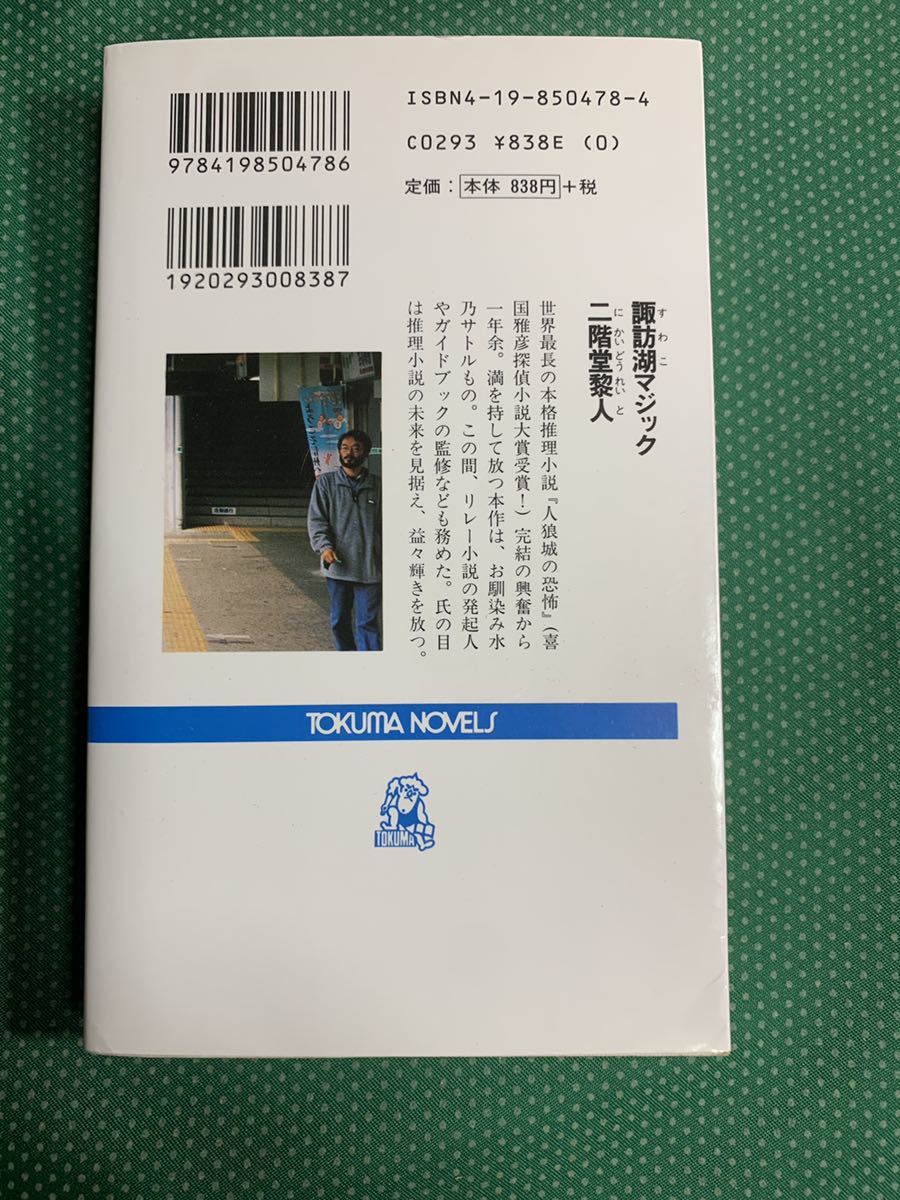 ISBN4-19-850478-4
C0293 ¥838E (0)
定価：本体 838円+税
9784198504786
1920293008387
諏訪湖マジック
すわこ
二階堂黎人
にかいどうれいと
世界最長の本格推理小説『人狼城の恐怖』（喜
国雅彦探偵小説大賞受賞！）完結の興奮から
一年余。満を持して放つ本作は、お馴染み水
乃サトルもの。この間、リレー小説の発起人
やガイドブックの監修なども務めた。氏の目
は推理小説の未来を見据え、益々輝きを放つ。
TOKUMA NOVELS
TOKUMA